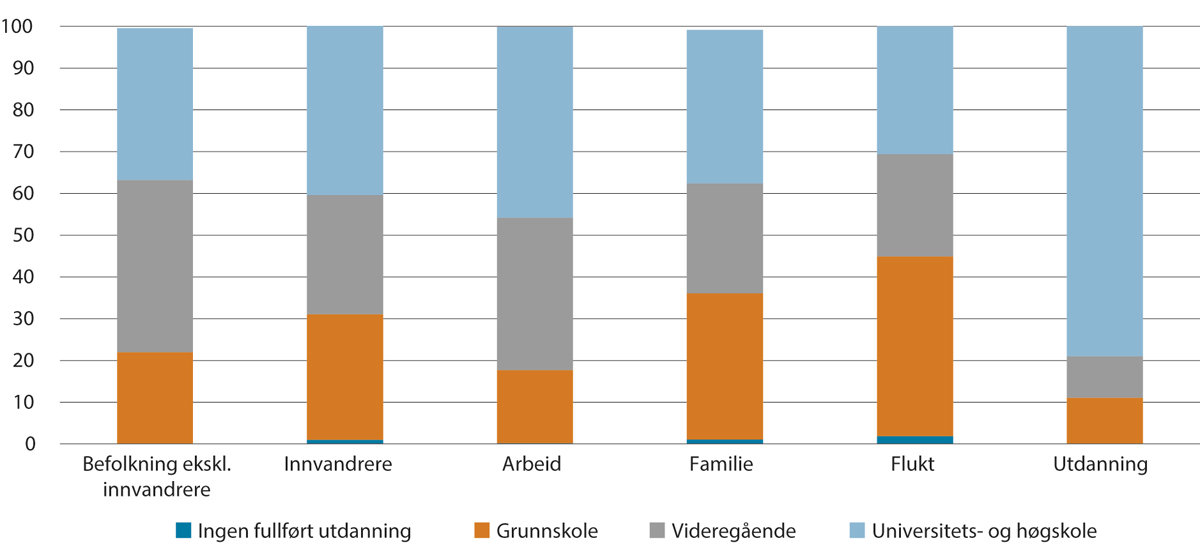 100
90
80
70
60
50
40
30
20
10
0
Befolkning ekskl.
innvandrere
Innvandrere
Arbeid
Familie
Flukt
Utdanning
Ingen fullført utdanning
Grunnskole
Videregående
Universitets- og høgskole